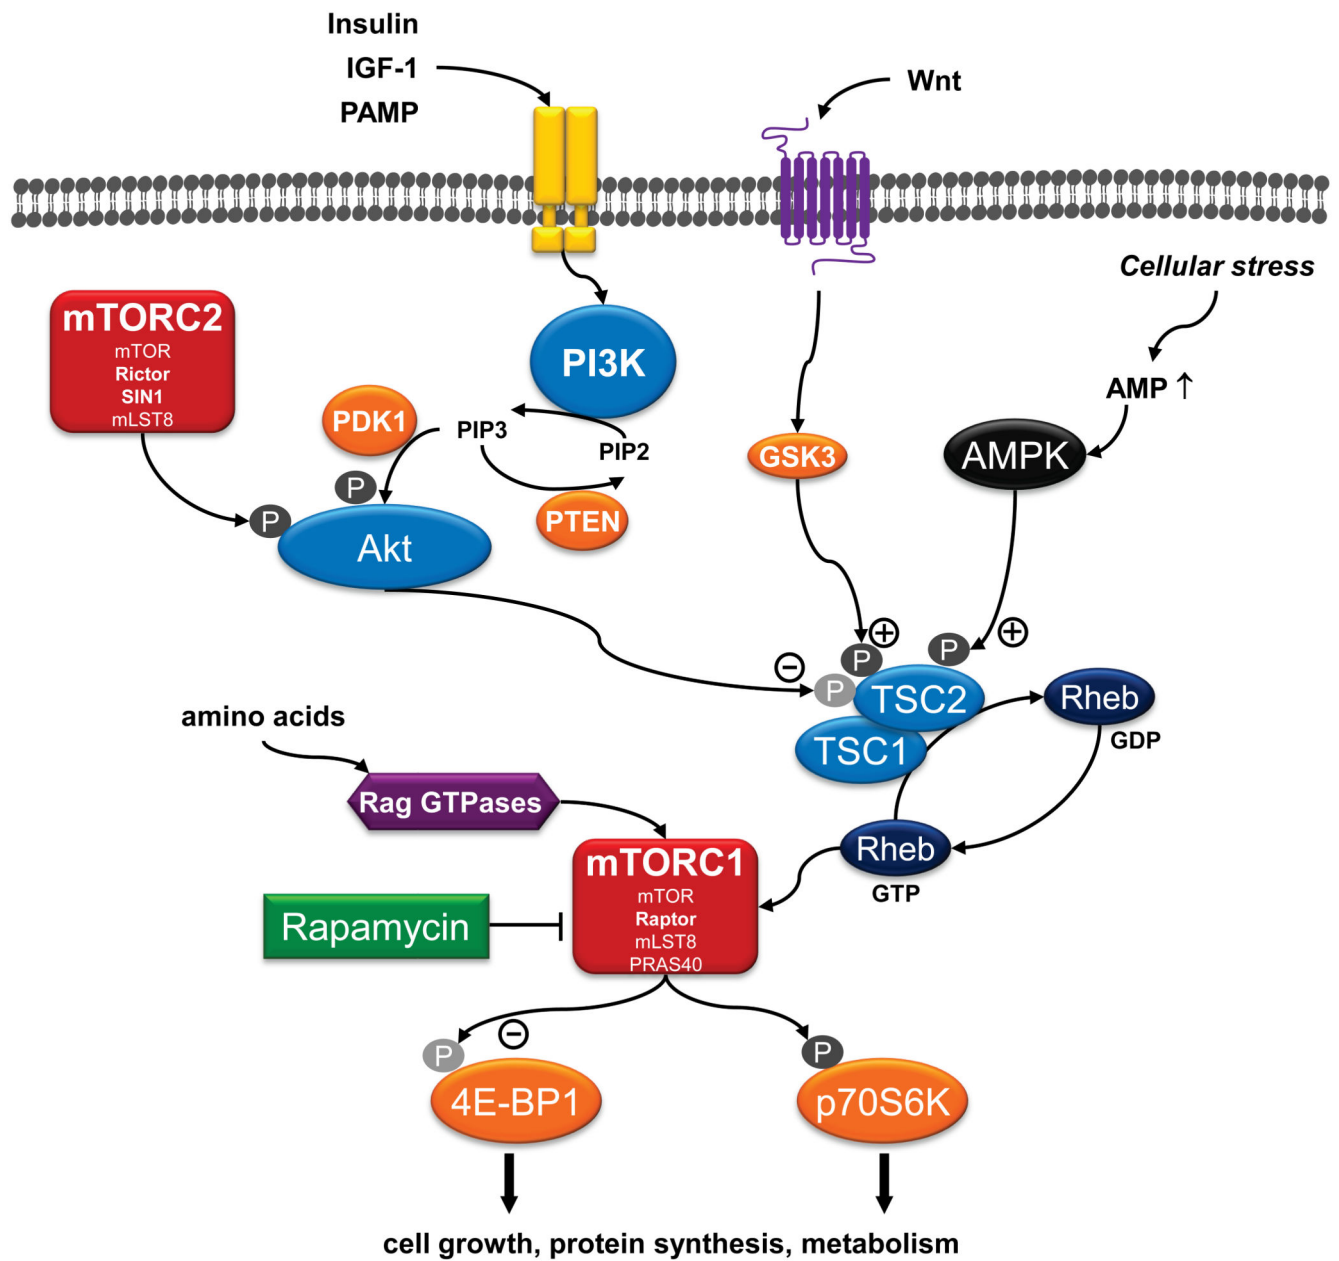 Insulin
IGF-1
PAMP
Wnt
Cellular stress
mTORC2
mTOR
Rictor
SIN1
mLST8
PI3K
AMP ↑
PDK1
PIP3
PIP2
GSK3
AMPK
P
P
PTEN
Akt
+
+
P
P
−
P
TSC2
Rheb
GDP
TSC1
amino acids
Rag GTPases
Rheb
GTP
mTORC1
mTOR
Raptor
mLST8
PRAS40
Rapamycin
−
P
P
4E-BP1
p70S6K
cell growth, protein synthesis, metabolism